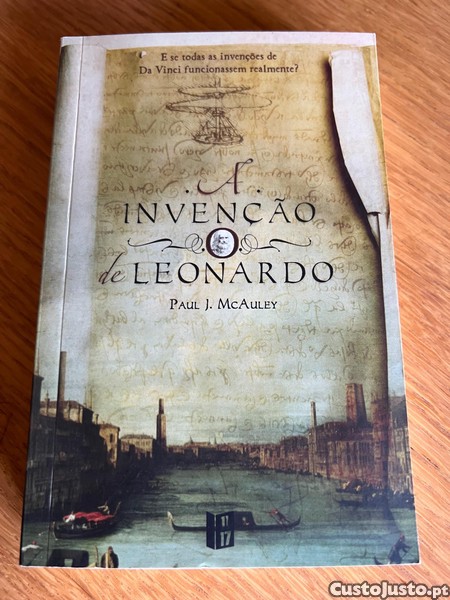 E se todas as invenções de
Da Vinci funcionassem realmente?
A
INVENÇÃO
de LEONARDO
PAUL J. MCAULEY
11
17
CustoJusto.pt